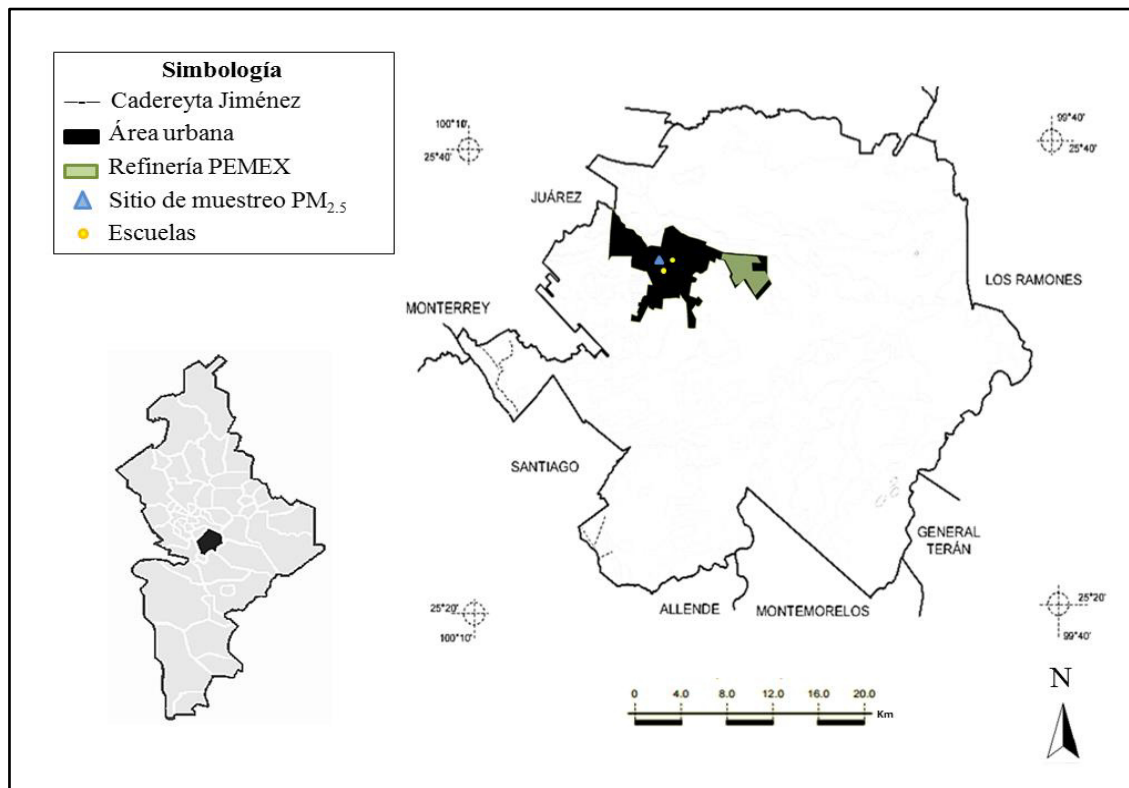 Simbología
Cadereyta Jiménez
Área urbana
Refinería PEMEX
Sitio de muestreo PM2.5
Escuelas
100°10'
25°40'
99°40'
25°40'
JUÁREZ
LOS RAMONES
MONTERREY
SANTIAGO
GENERAL
TERÁN
ALLENDE
MONTEMORELOS
25°20'
100°10'
25°20'
99°40'
N
0 4.0 8.0 12.0 16.0 20.0
Km